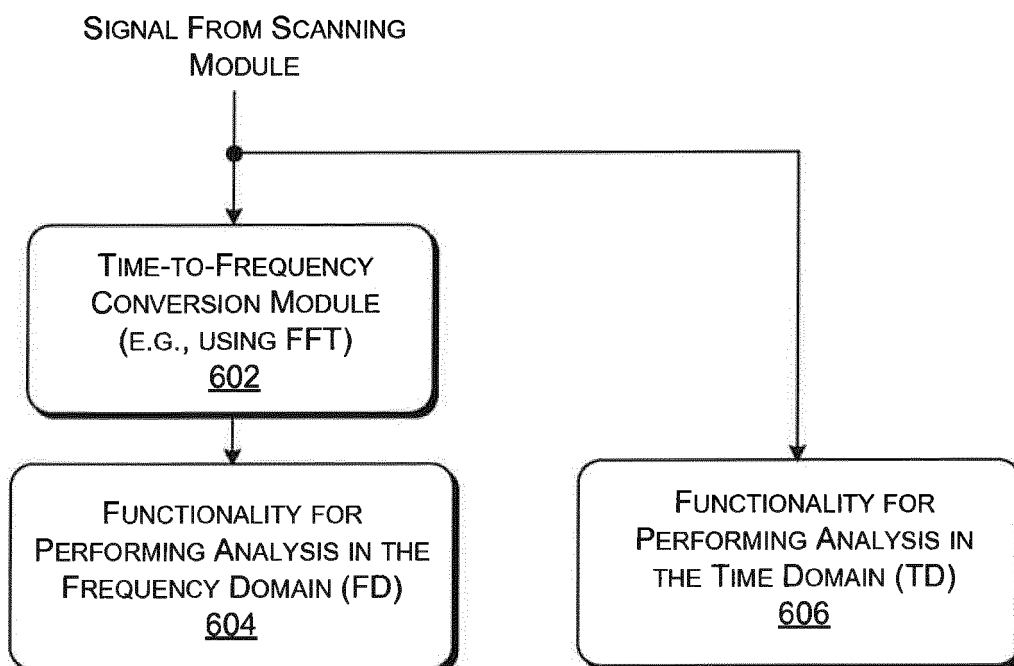 SIGNAL FROM SCANNING
MODULE
TIME-TO-FREQUENCY
CONVERSION MODULE
(E.G., USING FFT)
602
FUNCTIONALITY FOR
PERFORMING ANALYSIS IN THE
FREQUENCY DOMAIN (FD)
604
FUNCTIONALITY FOR
PERFORMING ANALYSIS IN
THE TIME DOMAIN (TD)
606